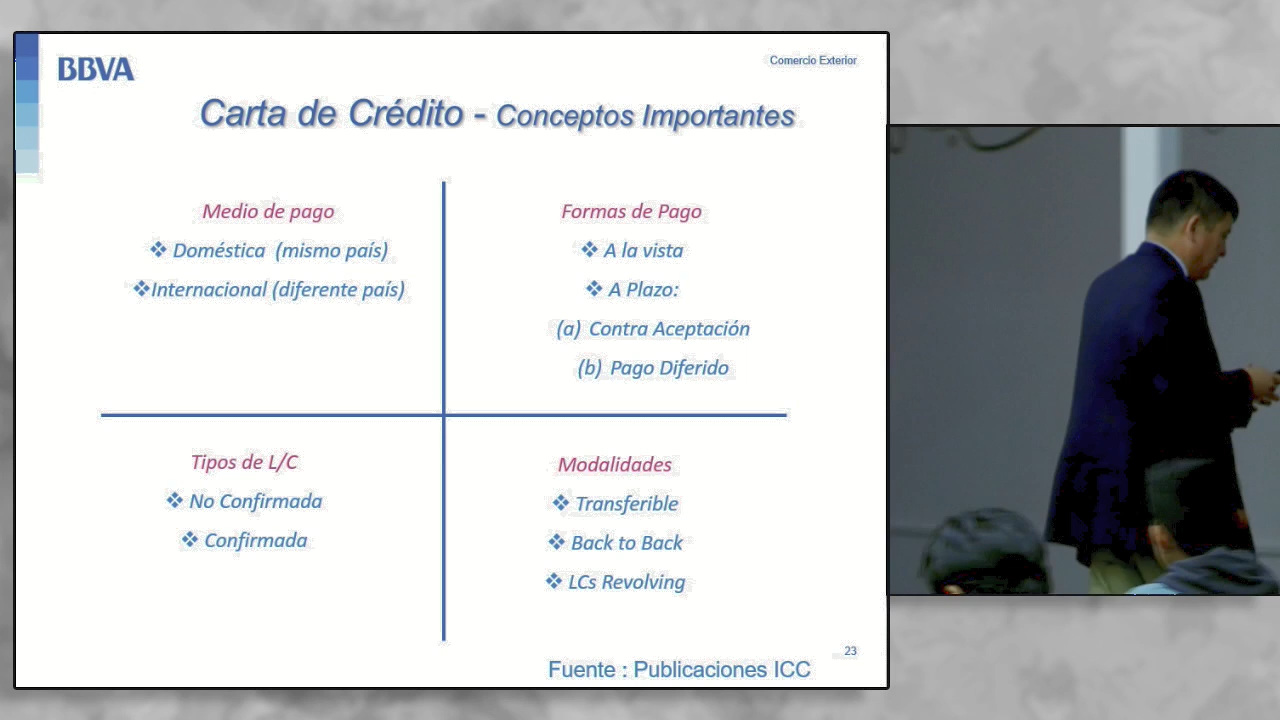 BBVA
Comercio Exterior
Carta de Crédito - Conceptos Importantes
Medio de pago
❖ Doméstica (mismo país)
❖Internacional (diferente país)
Formas de Pago
❖ A la vista
❖ A Plazo:
(a) Contra Aceptación
(b) Pago Diferido
Tipos de L/C
❖ No Confirmada
❖ Confirmada
Modalidades
❖ Transferible
❖ Back to Back
❖ LCs Revolving
23
Fuente : Publicaciones ICC